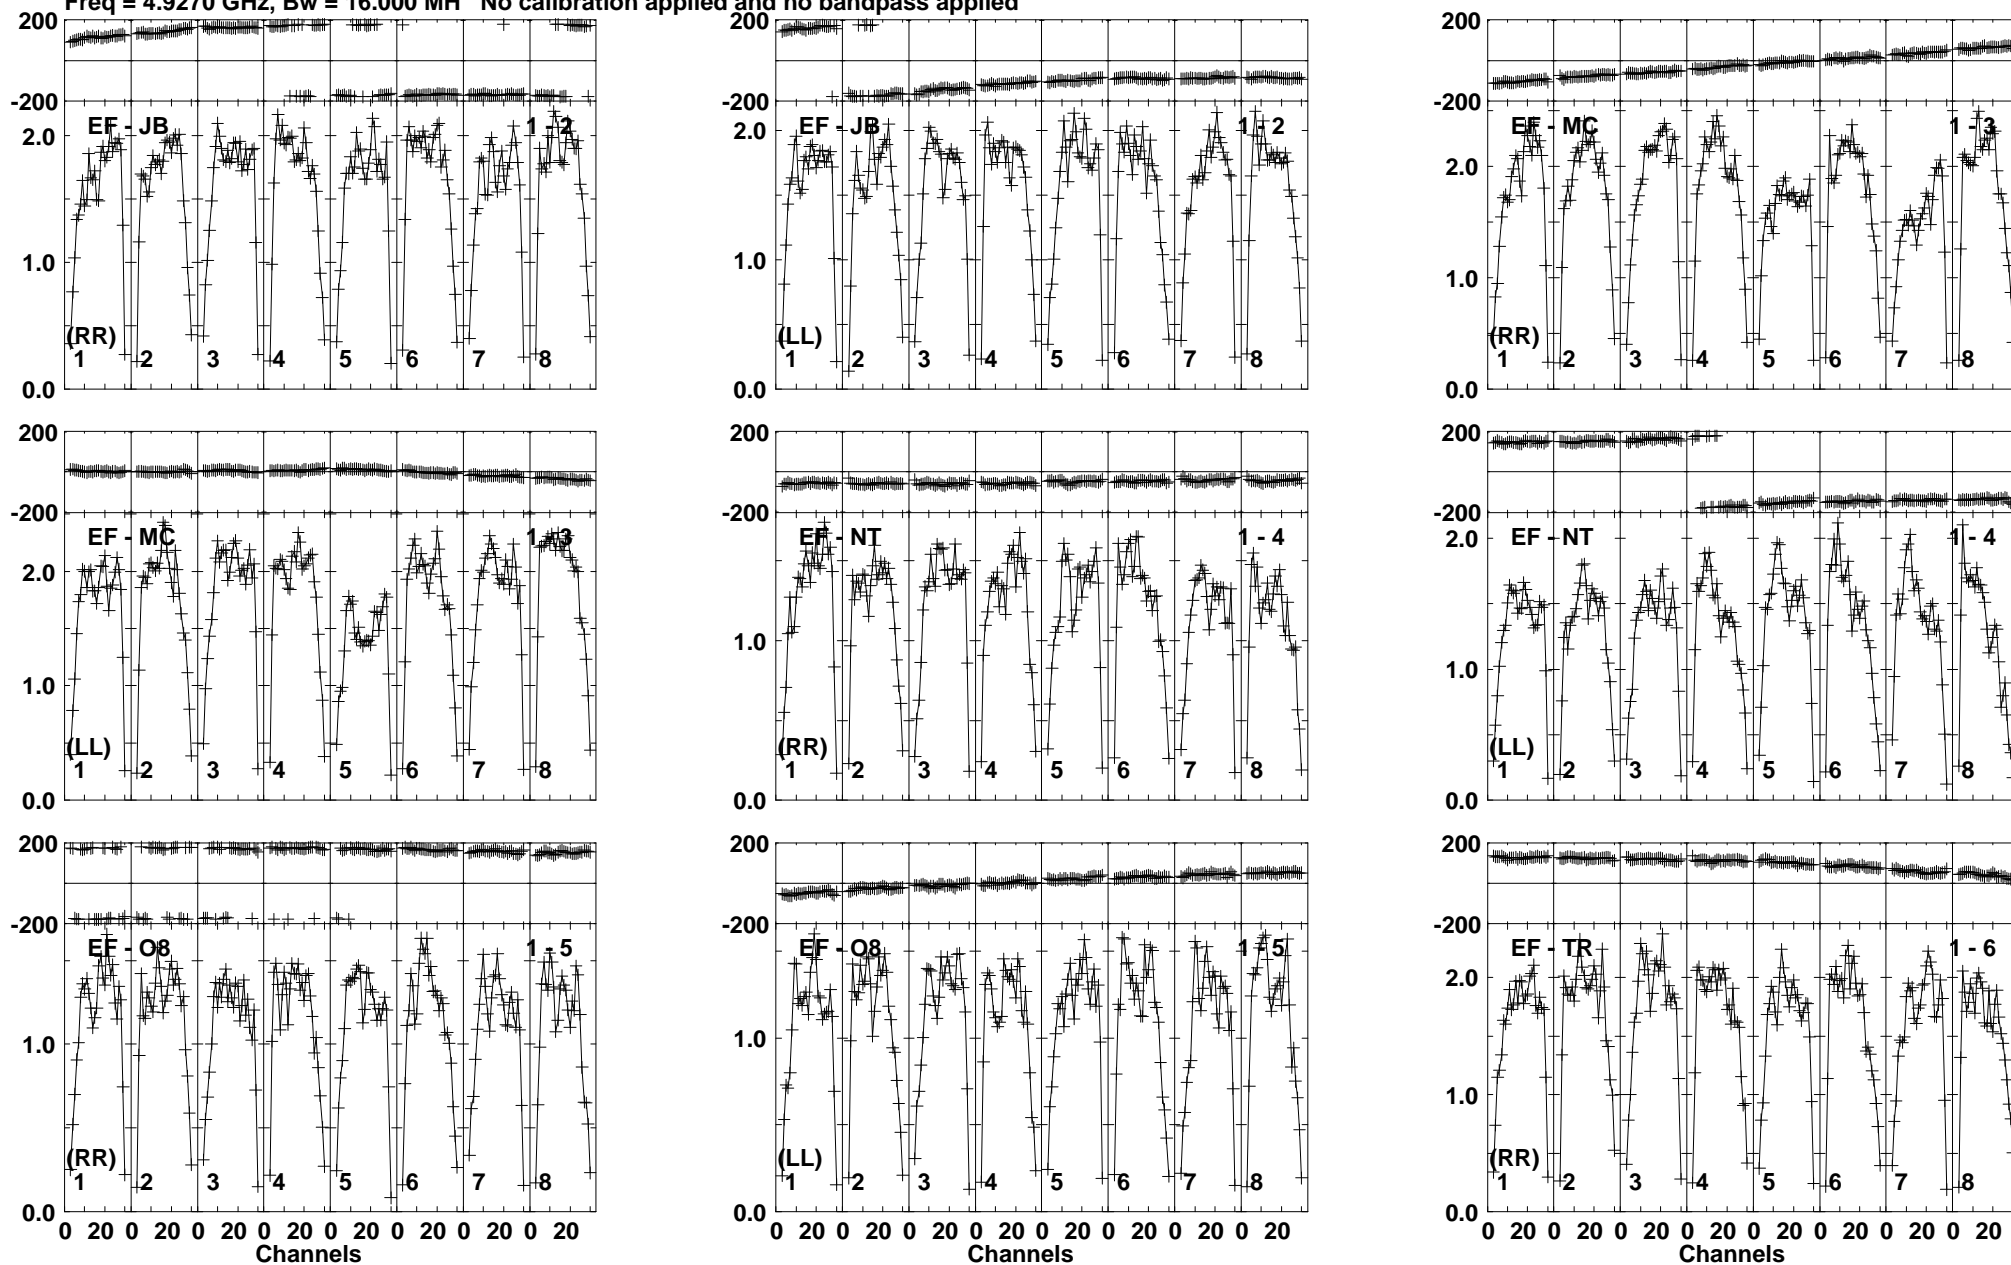 Freq = 4.9270 GHz, Bw = 16.000 MH No calibration applied and no bandpass applied
200 200 200
-200 -200 -200
EF - JB 1 - 2 EF - JB 1 - 2 EF - MC 1 - 3
2.0 2.0 2.0
1.0 1.0 1.0
(RR) (LL) (RR)
1 2 3 4 5 6 7 8 1 2 3 4 5 6 7 8 1 2 3 4 5 6 7 8
0.0 0.0 0.0
200 200 200
-200 -200 -200
EF - MC 1 - 3 EF - NT 1 - 4 EF - NT 1 - 4
2.0 2.0
1.0 1.0 1.0
(LL) (RR) (LL)
1 2 3 4 5 6 7 8 1 2 3 4 5 6 7 8 1 2 3 4 5 6 7 8
0.0 0.0 0.0
200 200 200
-200 -200 -200
EF - O8 1 - 5 EF - O8 1 - 5 EF - TR 1 - 6
2.0
1.0 1.0 1.0
(RR) (LL) (RR)
1 2 3 4 5 6 7 8 1 2 3 4 5 6 7 8 1 2 3 4 5 6 7 8
0.0 0.0 0.0
0 20 0 20 0 20 0 20 0 20 0 20 0 20 0 20 0 20 0 20 0 20 0 20 0 20 0 20 0 20 0 20 0 20 0 20 0 20 0 20 0 20 0 20 0 20 0 20
Channels Channels Channels